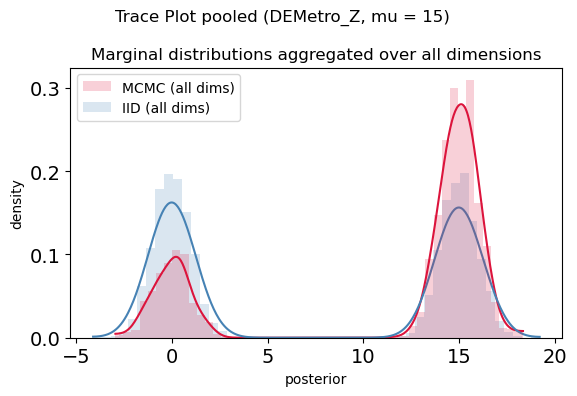 Trace Plot pooled (DEMetro_Z, mu = 15)
Marginal distributions aggregated over all dimensions
MCMC (all dims)
IID (all dims)
density
0.3
0.2
0.1
0.0
−5
0
5
10
15
20
posterior